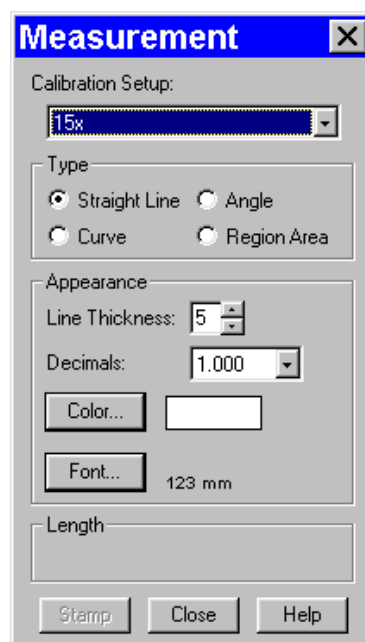 Measurement
Calibration Setup:
15x
Type
Straight Line Angle
Curve Region Area
Appearance
Line Thickness: 5
Decimals: 1.000
Color...
Font... 123 mm
Length
Stamp Close Help